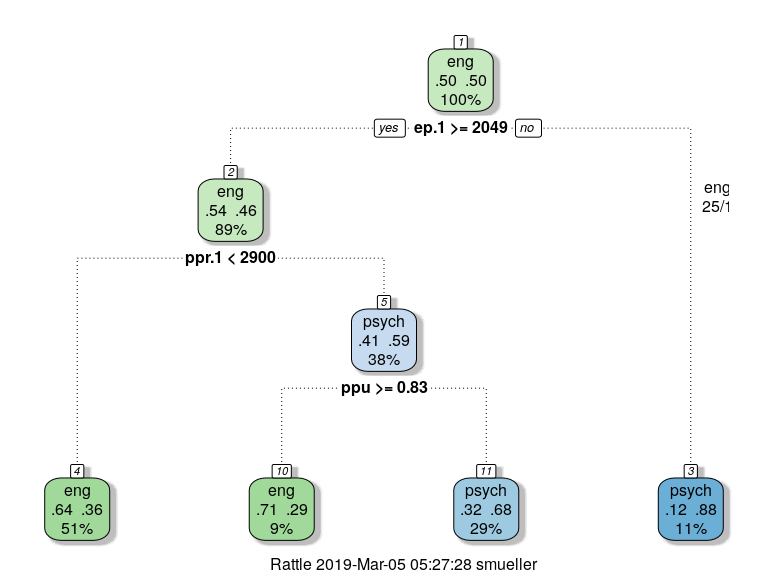 1
eng
.50 .50
100%
yes ep.1 >= 2049 no
2
eng
.54 .46
89%
eng
25/1
ppr.1 < 2900
5
psych
.41 .59
38%
ppu >= 0.83
4
eng
.64 .36
51%
10
eng
.71 .29
9%
11
psych
.32 .68
29%
3
psych
.12 .88
11%
Rattle 2019-Mar-05 05:27:28 smueller